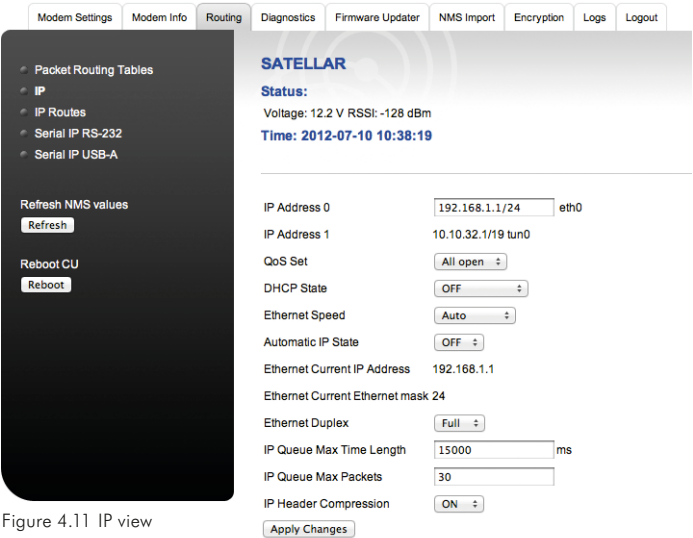 Modem Settings Modem Info Routing Diagnostics Firmware Updater NMS Import Encryption Logs Logout
Packet Routing Tables
IP
IP Routes
Serial IP RS-232
Serial IP USB-A
Refresh NMS values
Refresh
Reboot CU
Reboot
SATELLAR
Status:
Voltage: 12.2 V RSSI: -128 dBm
Time: 2012-07-10 10:38:19
IP Address 0 192.168.1.1/24 eth0
IP Address 1 10.10.32.1/19 tun0
QoS Set All open
DHCP State OFF
Ethernet Speed Auto
Automatic IP State OFF
Ethernet Current IP Address 192.168.1.1
Ethernet Current Ethernet mask 24
Ethernet Duplex Full
IP Queue Max Time Length 15000 ms
IP Queue Max Packets 30
IP Header Compression ON
Apply Changes
Figure 4.11 IP view